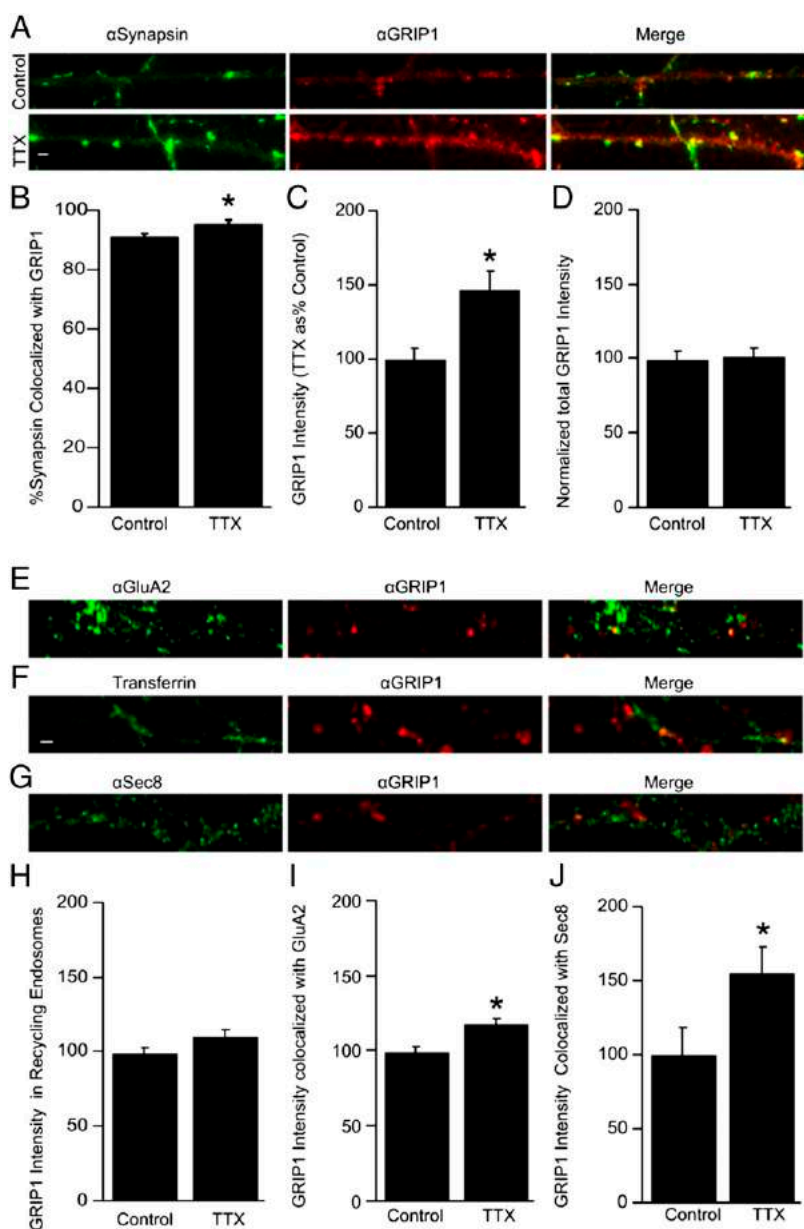 A
αSynapsin αGRIP1 Merge
Control
TTX
B C D
%Synapsin Colocalized with GRIP1
100
80
60
40
20
0
*
Control TTX
GRIP1 Intensity (TTX as% Control)
200
150
100
50
0
*
Control TTX
Normalized total GRIP1 Intensity
200
150
100
50
0
Control TTX
E
αGluA2 αGRIP1 Merge
F
Transferrin αGRIP1 Merge
G
αSec8 αGRIP1 Merge
H I J
GRIP1 Intensity in Recycling Endosomes
200
150
100
50
0
Control TTX
GRIP1 Intensity colocalized with GluA2
200
150
100
50
0
*
Control TTX
GRIP1 Intensity Colocalized with Sec8
200
150
100
50
0
*
Control TTX